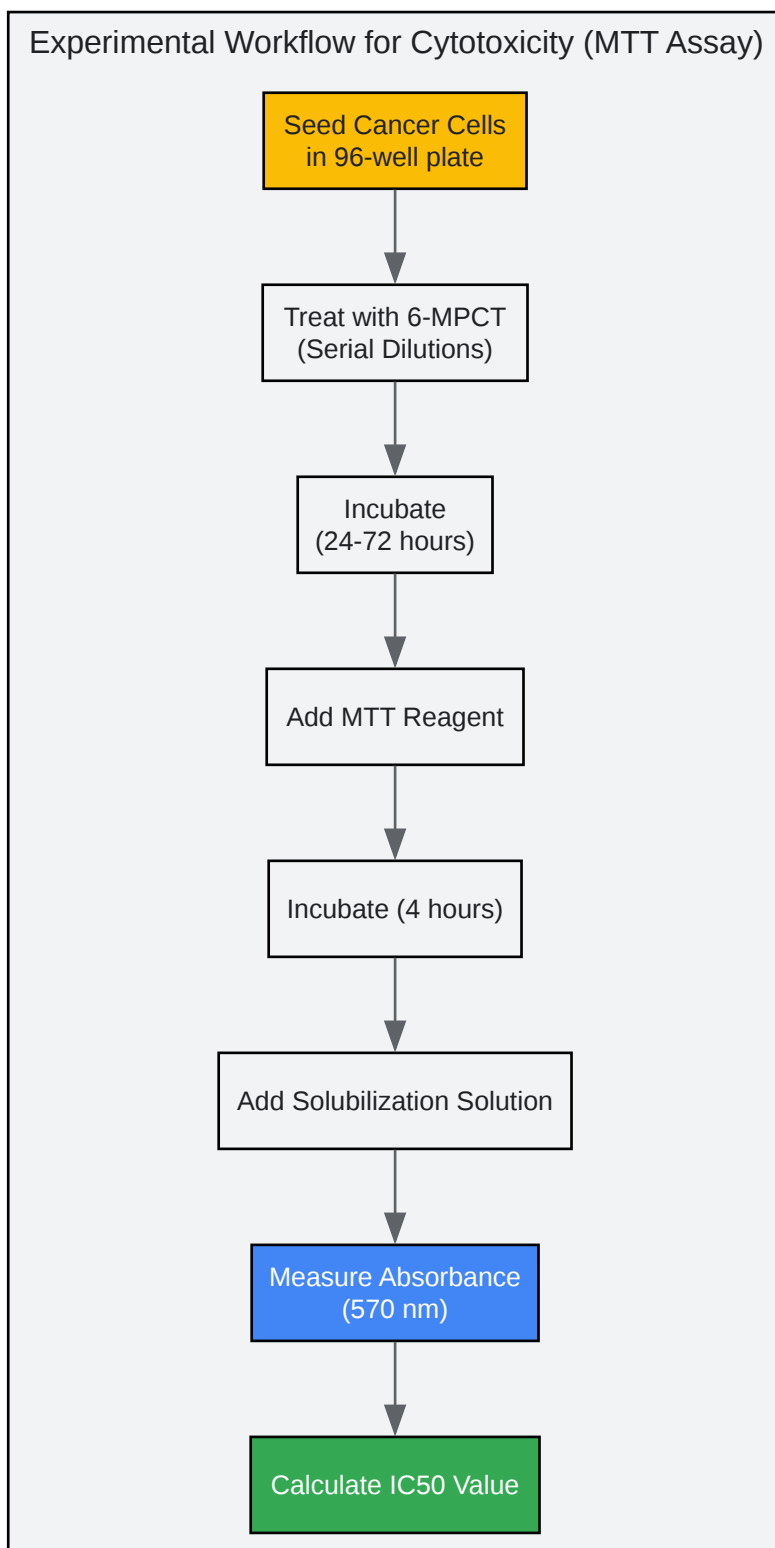 Experimental Workflow for Cytotoxicity (MTT Assay)
Seed Cancer Cells
in 96-well plate
Treat with 6-MPCT
(Serial Dilutions)
Incubate
(24-72 hours)
Add MTT Reagent
Incubate (4 hours)
Add Solubilization Solution
Measure Absorbance
(570 nm)
Calculate IC50 Value